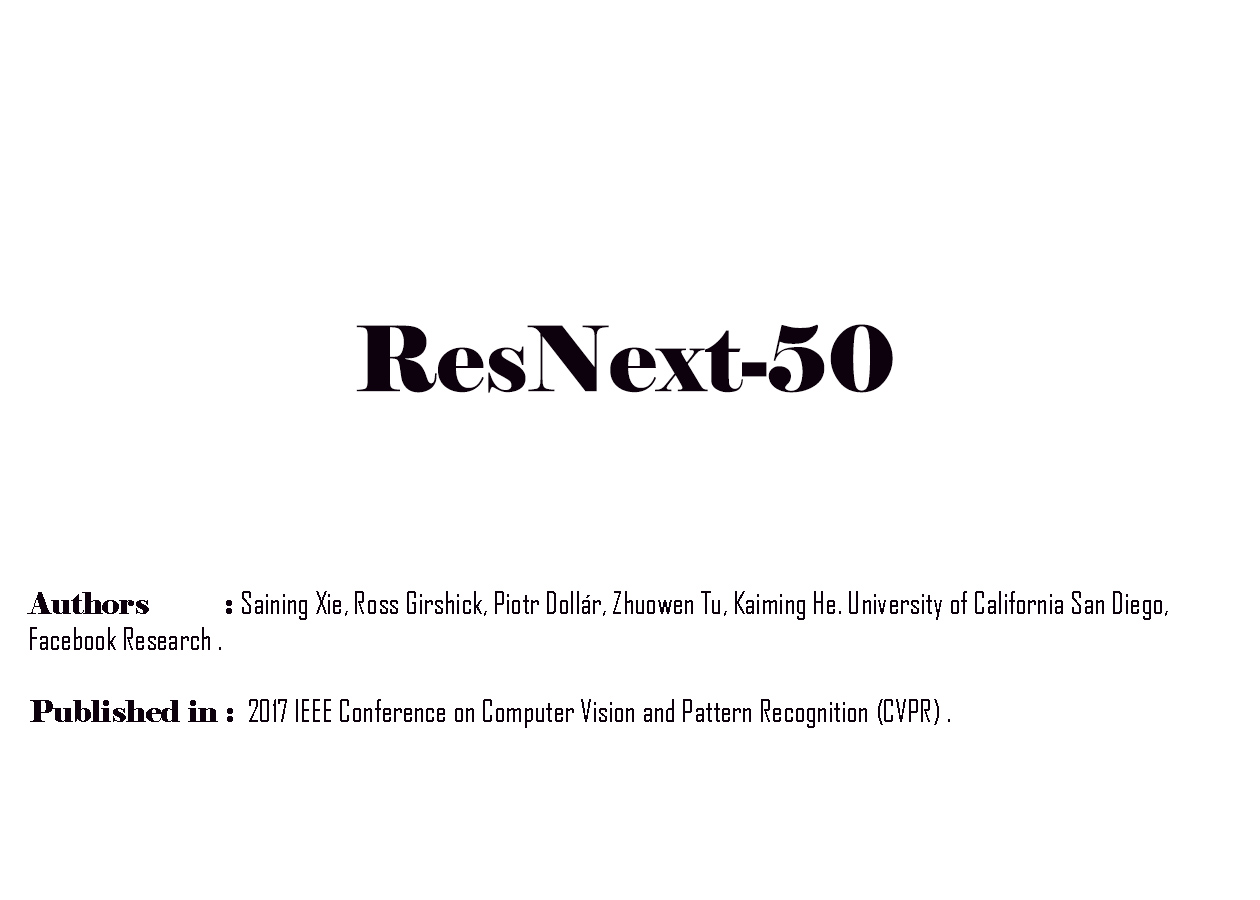 ResNext-50
Authors : Saining Xie, Ross Girshick, Piotr Dollár, Zhuowen Tu, Kaiming He. University of California San Diego,
Facebook Research .
Published in : 2017 IEEE Conference on Computer Vision and Pattern Recognition (CVPR) .